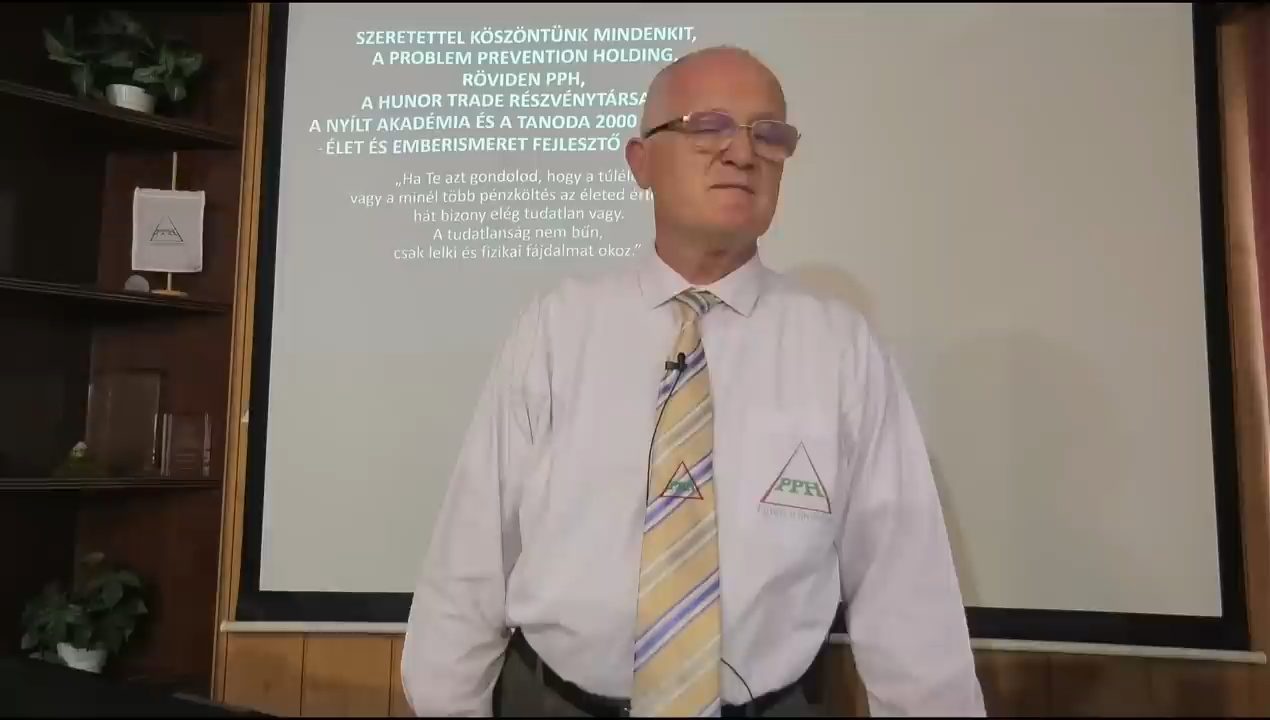 SZERETETTEL KÖSZÖNTÜNK MINDENKIT,
A PROBLEM PREVENTION HOLDING,
RÖVIDEN PPH,
A HUNOR TRADE RÉSZVÉNYTÁRSA
A NYÍLT AKADÉMIA ÉS A TANODA 2000
- ÉLET ÉS EMBERISMERET FEJLESZTŐ
„Ha Te azt gondolod, hogy a túlél
vagy a minél több pénzköltés az életed érte
hát bizony elég tudatlan vagy.
A tudatlanság nem bűn,
csak lelki és fizikai fájdalmat okoz.”
PPH